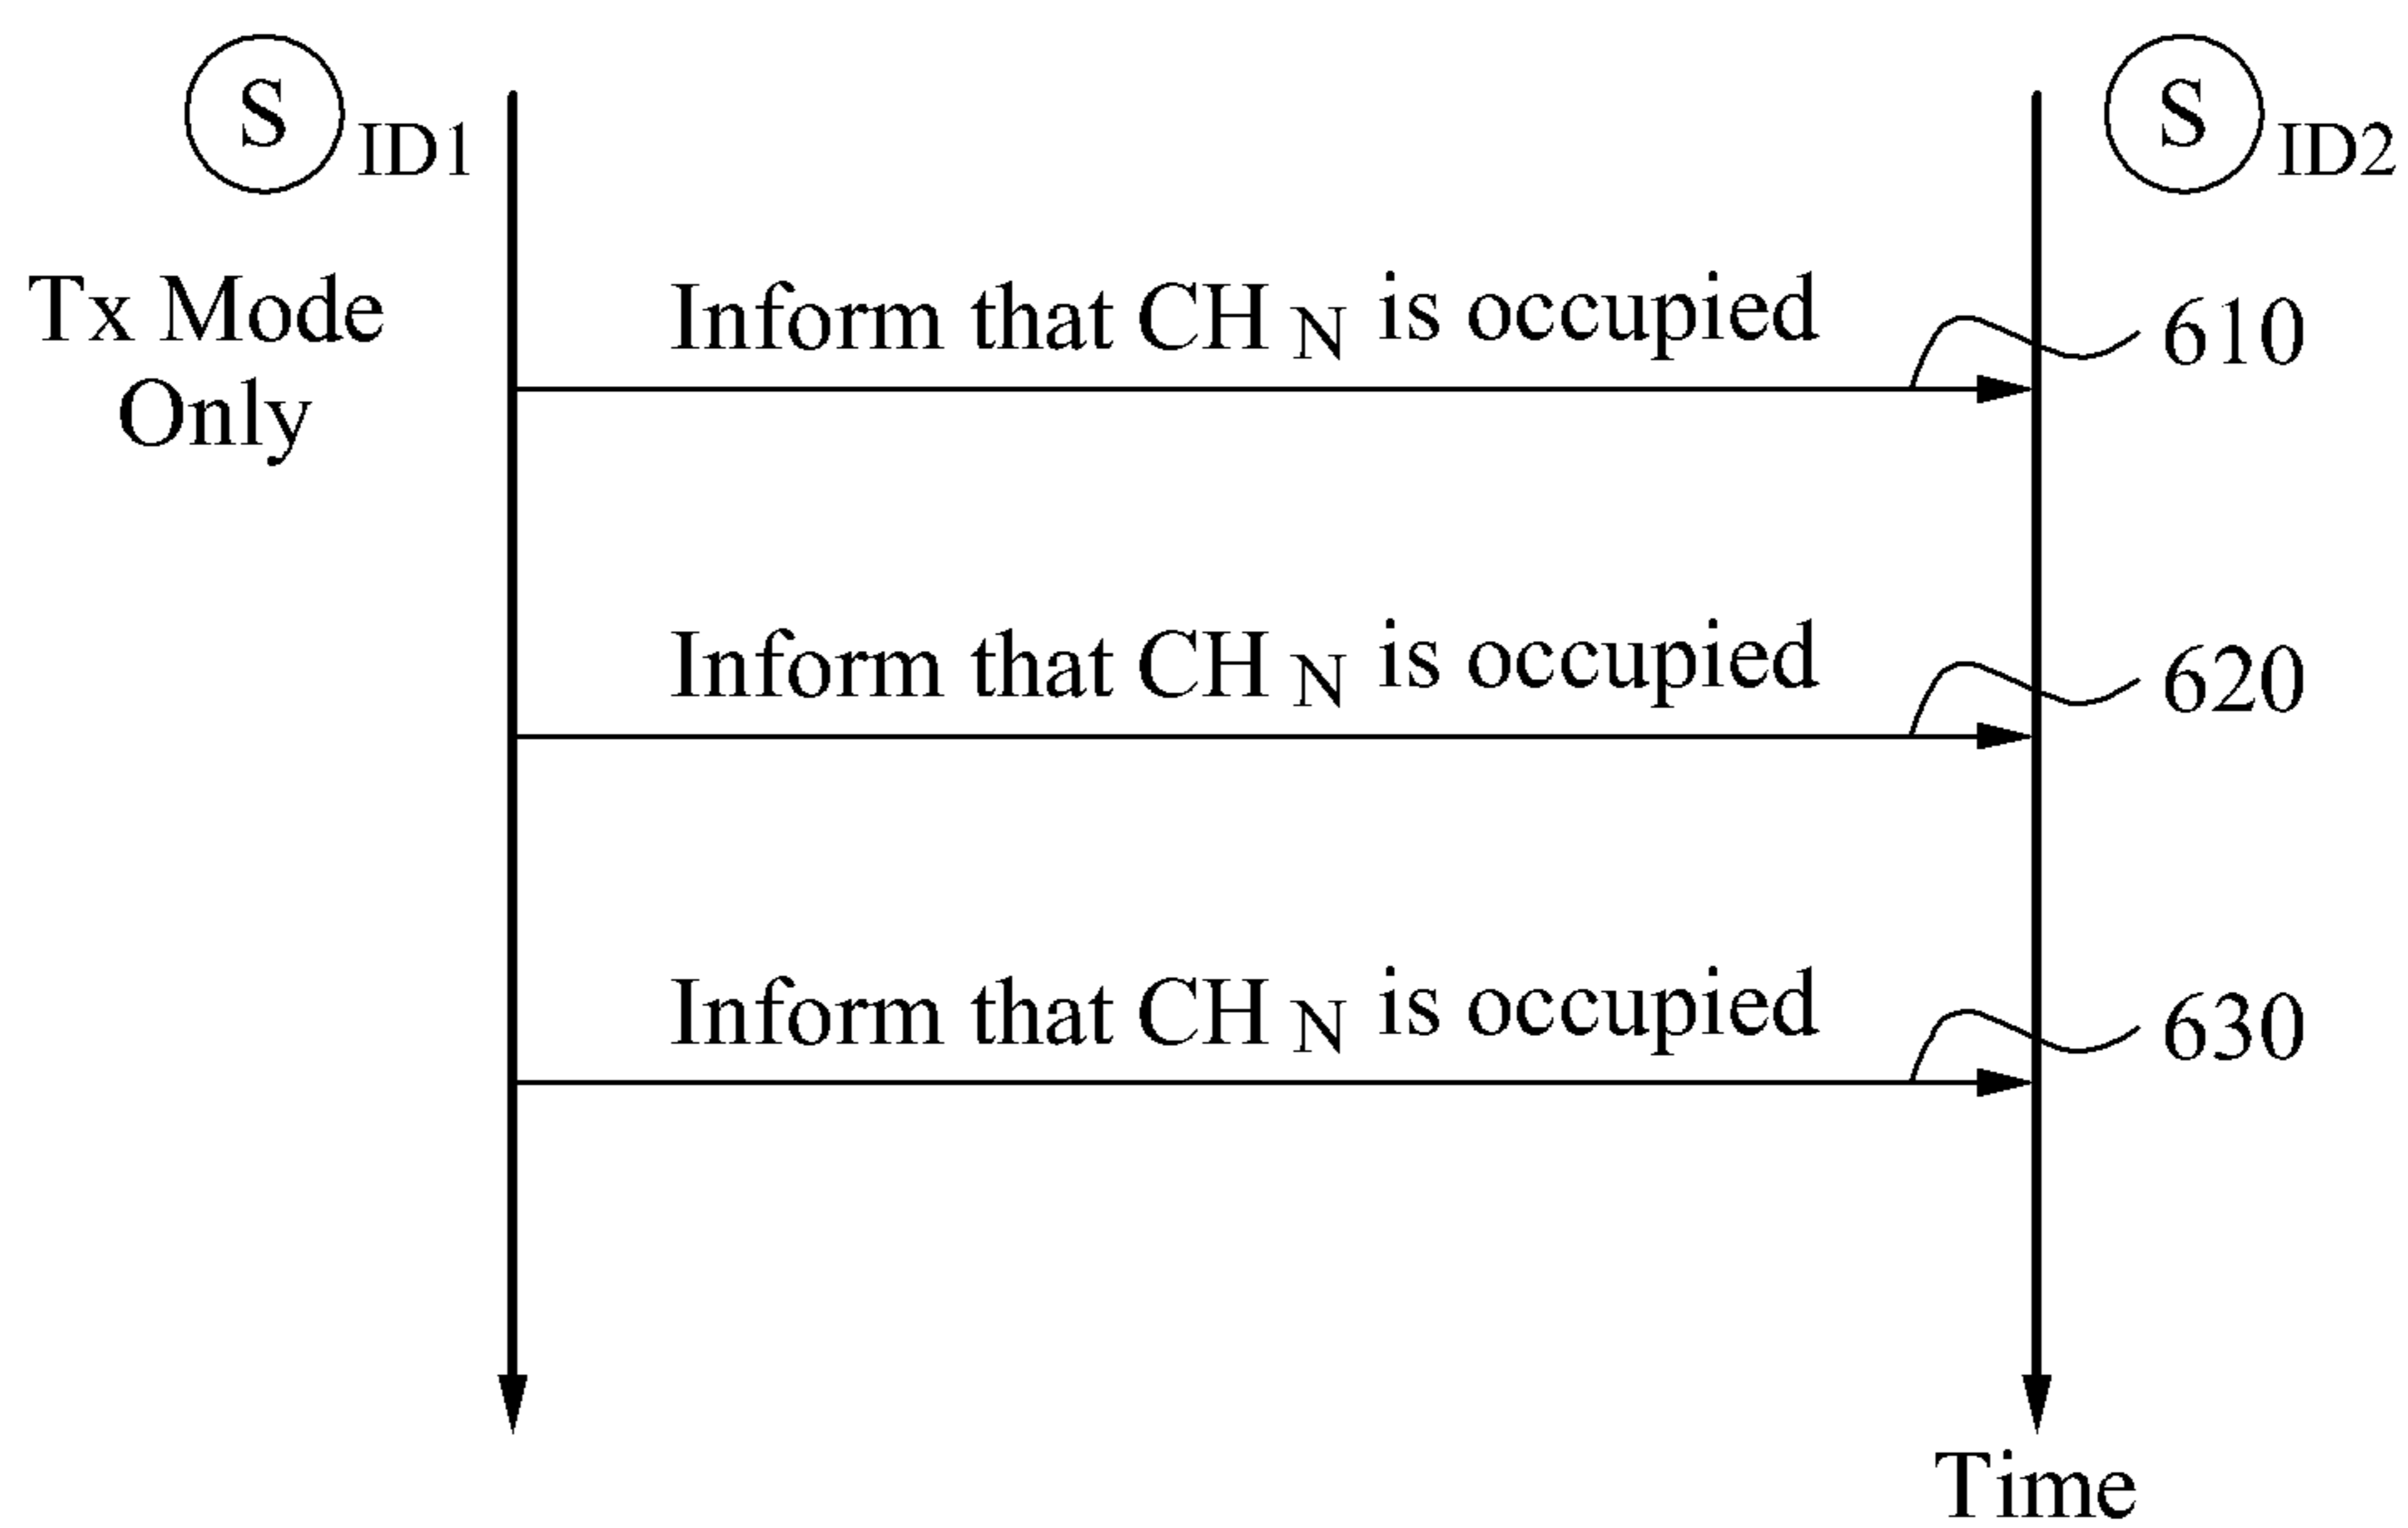 S ID1
S ID2
Tx Mode
Only
Inform that CH N is occupied
610
Inform that CH N is occupied
620
Inform that CH N is occupied
630
Time